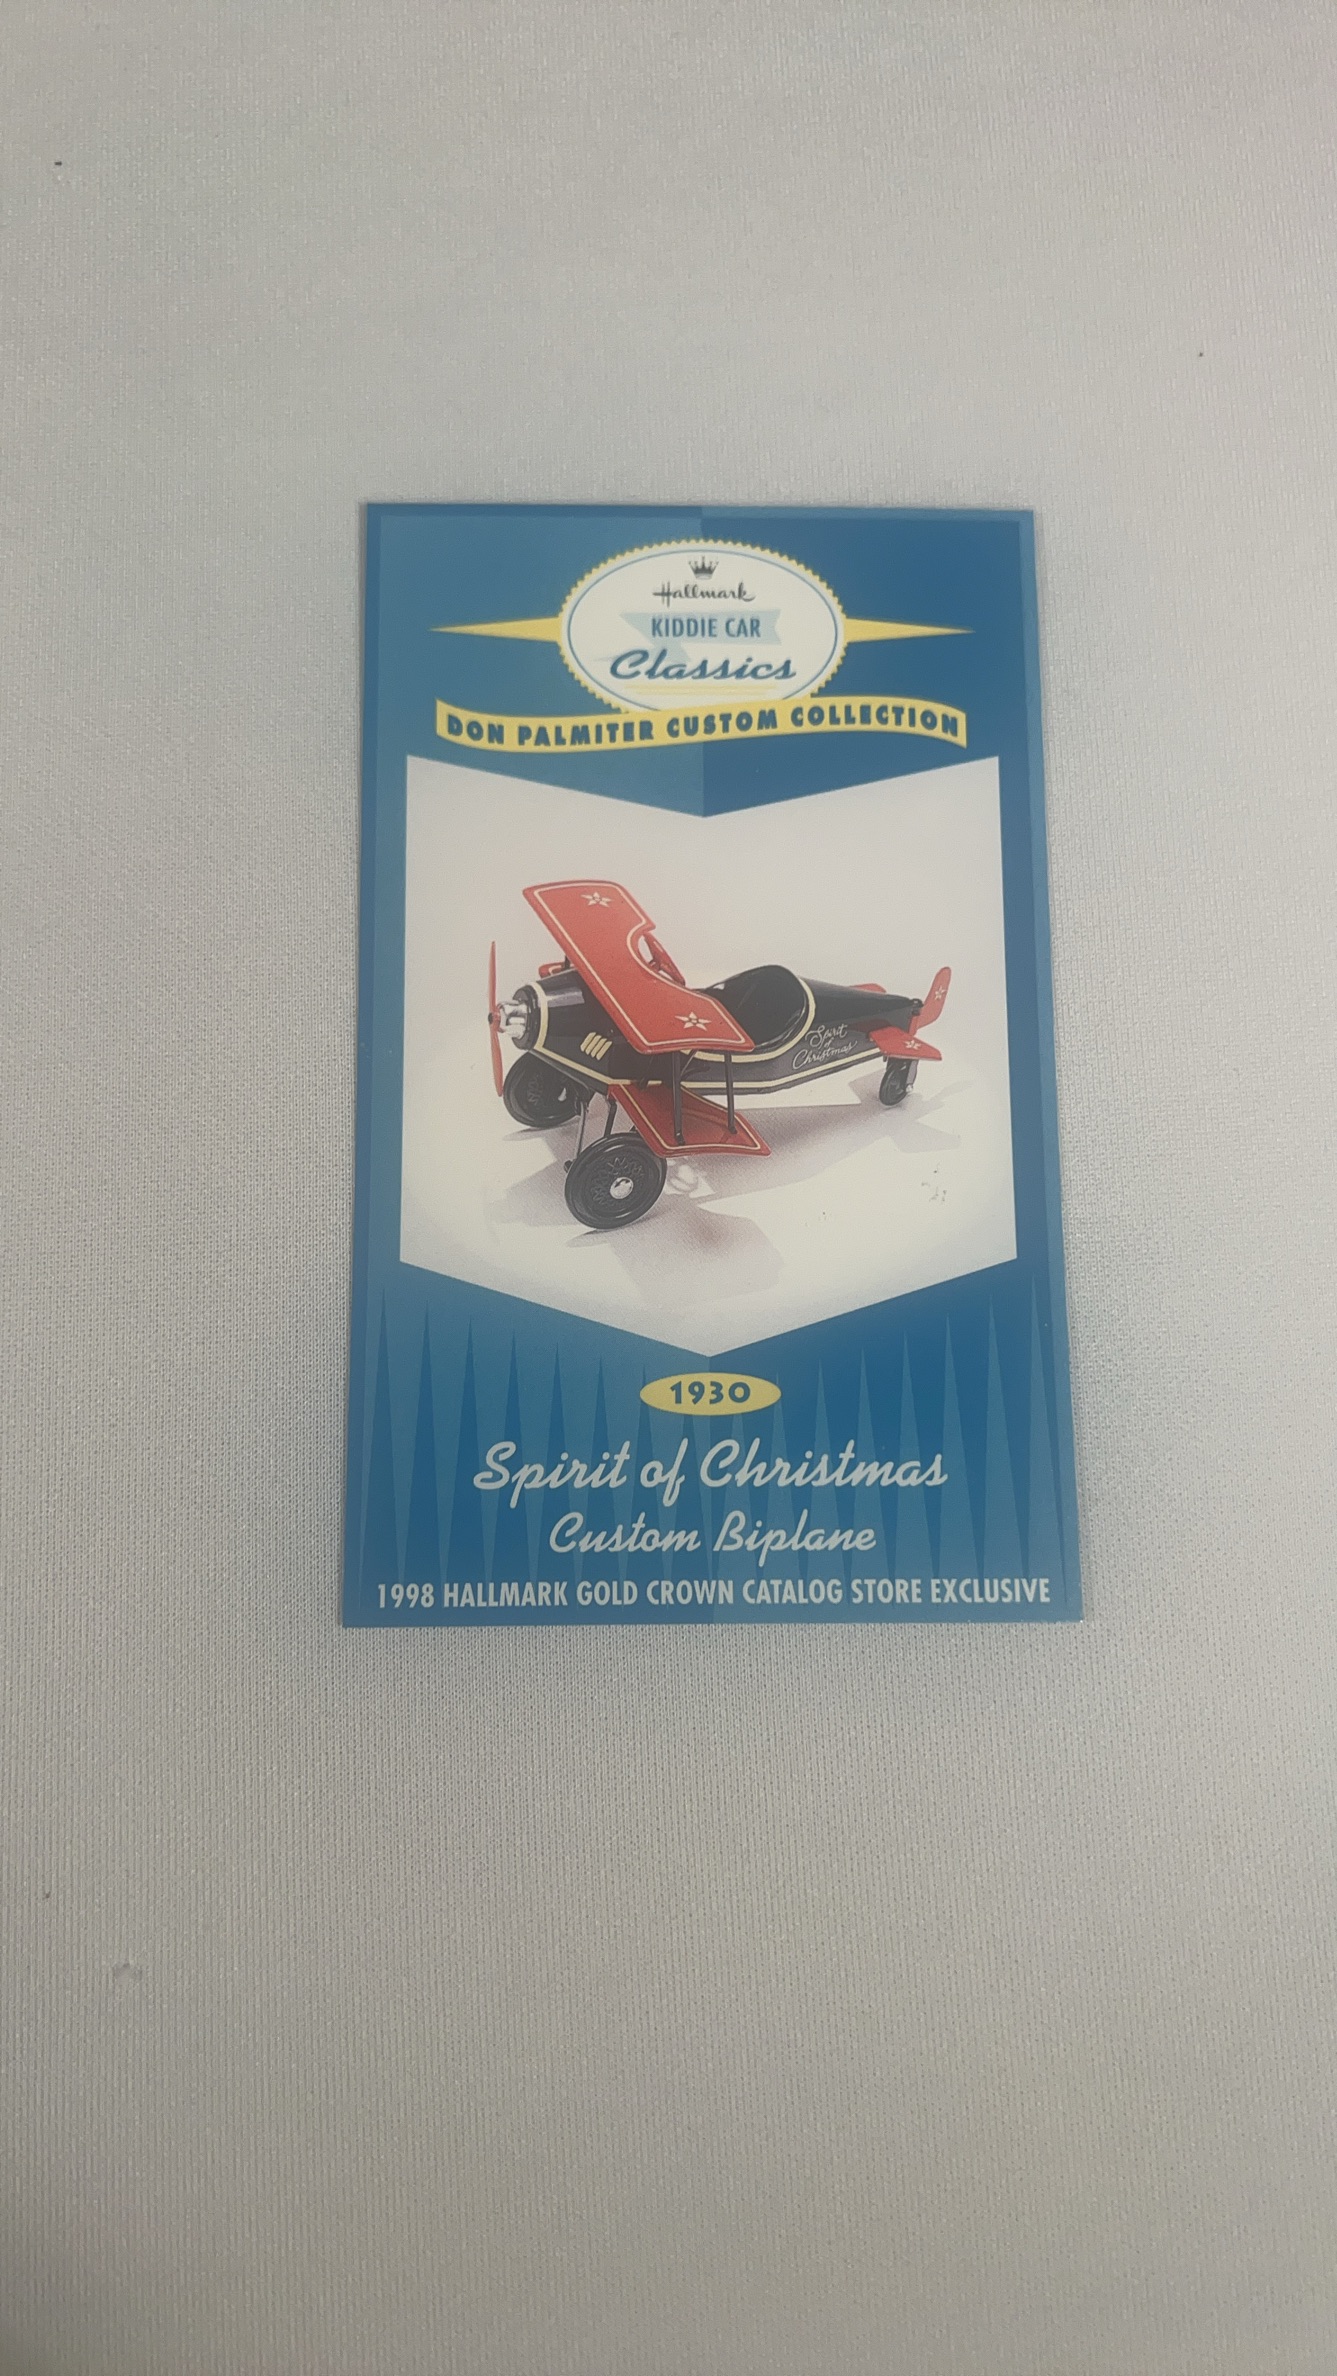 Hallmark
KIDDIE CAR
Classics
DON PALMITER CUSTOM COLLECTION
Spirit
of
Christmas
1930
Spirit of Christmas
Custom Biplane
1998 HALLMARK GOLD CROWN CATALOG STORE EXCLUSIVE